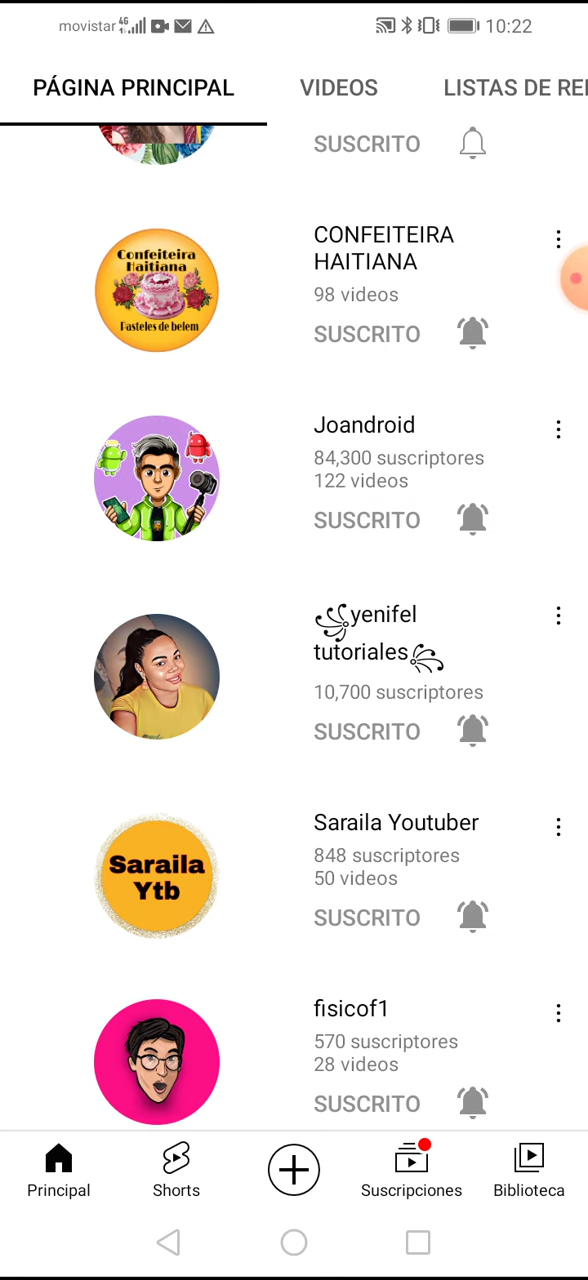 movistar 4G 10:22
PÁGINA PRINCIPAL VIDEOS LISTAS DE RE
SUSCRITO
Confeiteira
Haitiana
Pasteles de belem
CONFEITEIRA
HAITIANA
98 videos
SUSCRITO
Joandroid
84,300 suscriptores
122 videos
SUSCRITO
yenifel
tutoriales
10,700 suscriptores
SUSCRITO
Saraila
Ytb
Saraila Youtuber
848 suscriptores
50 videos
SUSCRITO
fisicof1
570 suscriptores
28 videos
SUSCRITO
Principal Shorts Suscripciones Biblioteca